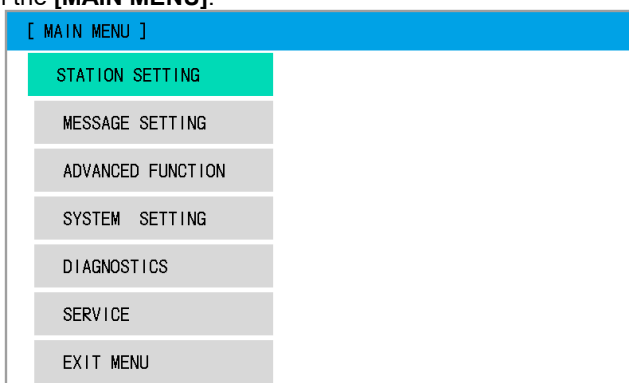 the [MAIN MENU].
[ MAIN MENU ]
STATION SETTING
MESSAGE SETTING
ADVANCED FUNCTION
SYSTEM SETTING
DIAGNOSTICS
SERVICE
EXIT MENU